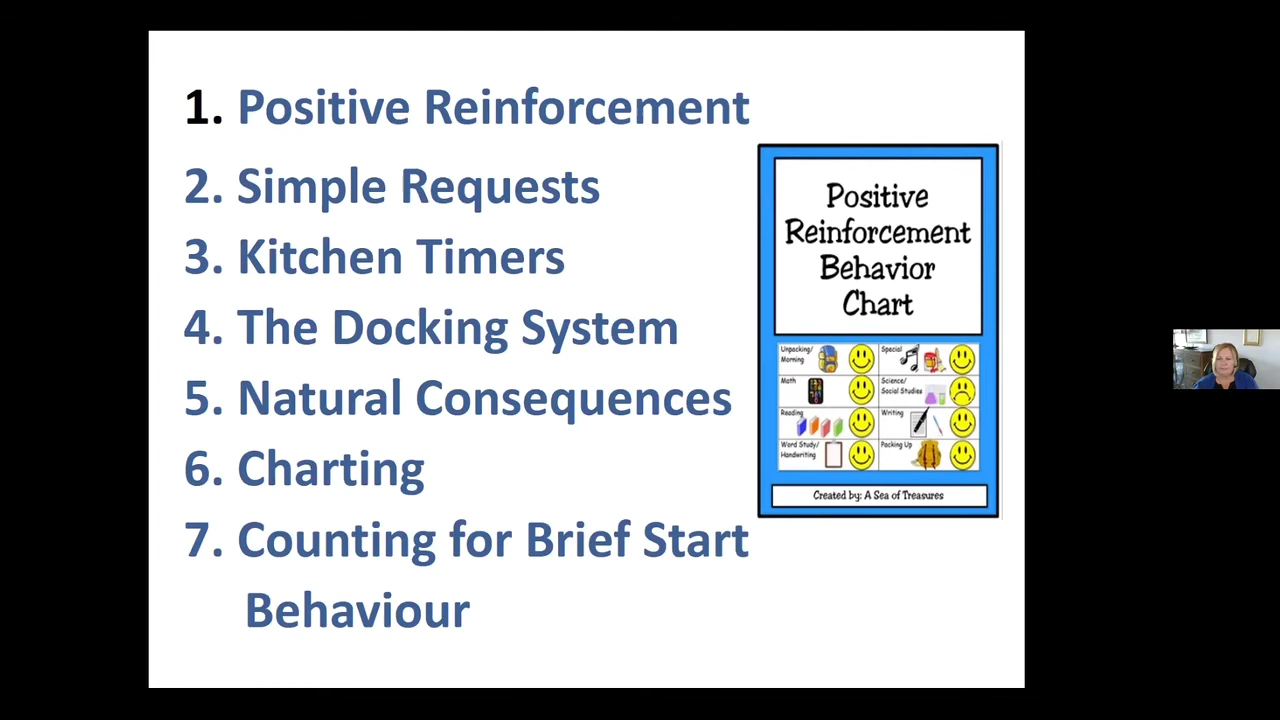 1. Positive Reinforcement
2. Simple Requests
3. Kitchen Timers
4. The Docking System
5. Natural Consequences
6. Charting
7. Counting for Brief Start
Behaviour
Positive
Reinforcement
Behavior
Chart
Unpacking/
Morning
Special
Math
Science/
Social Studies
Reading
Writing
Word Study/
Handwriting
Packing Up
Created by: A Sea of Treasures